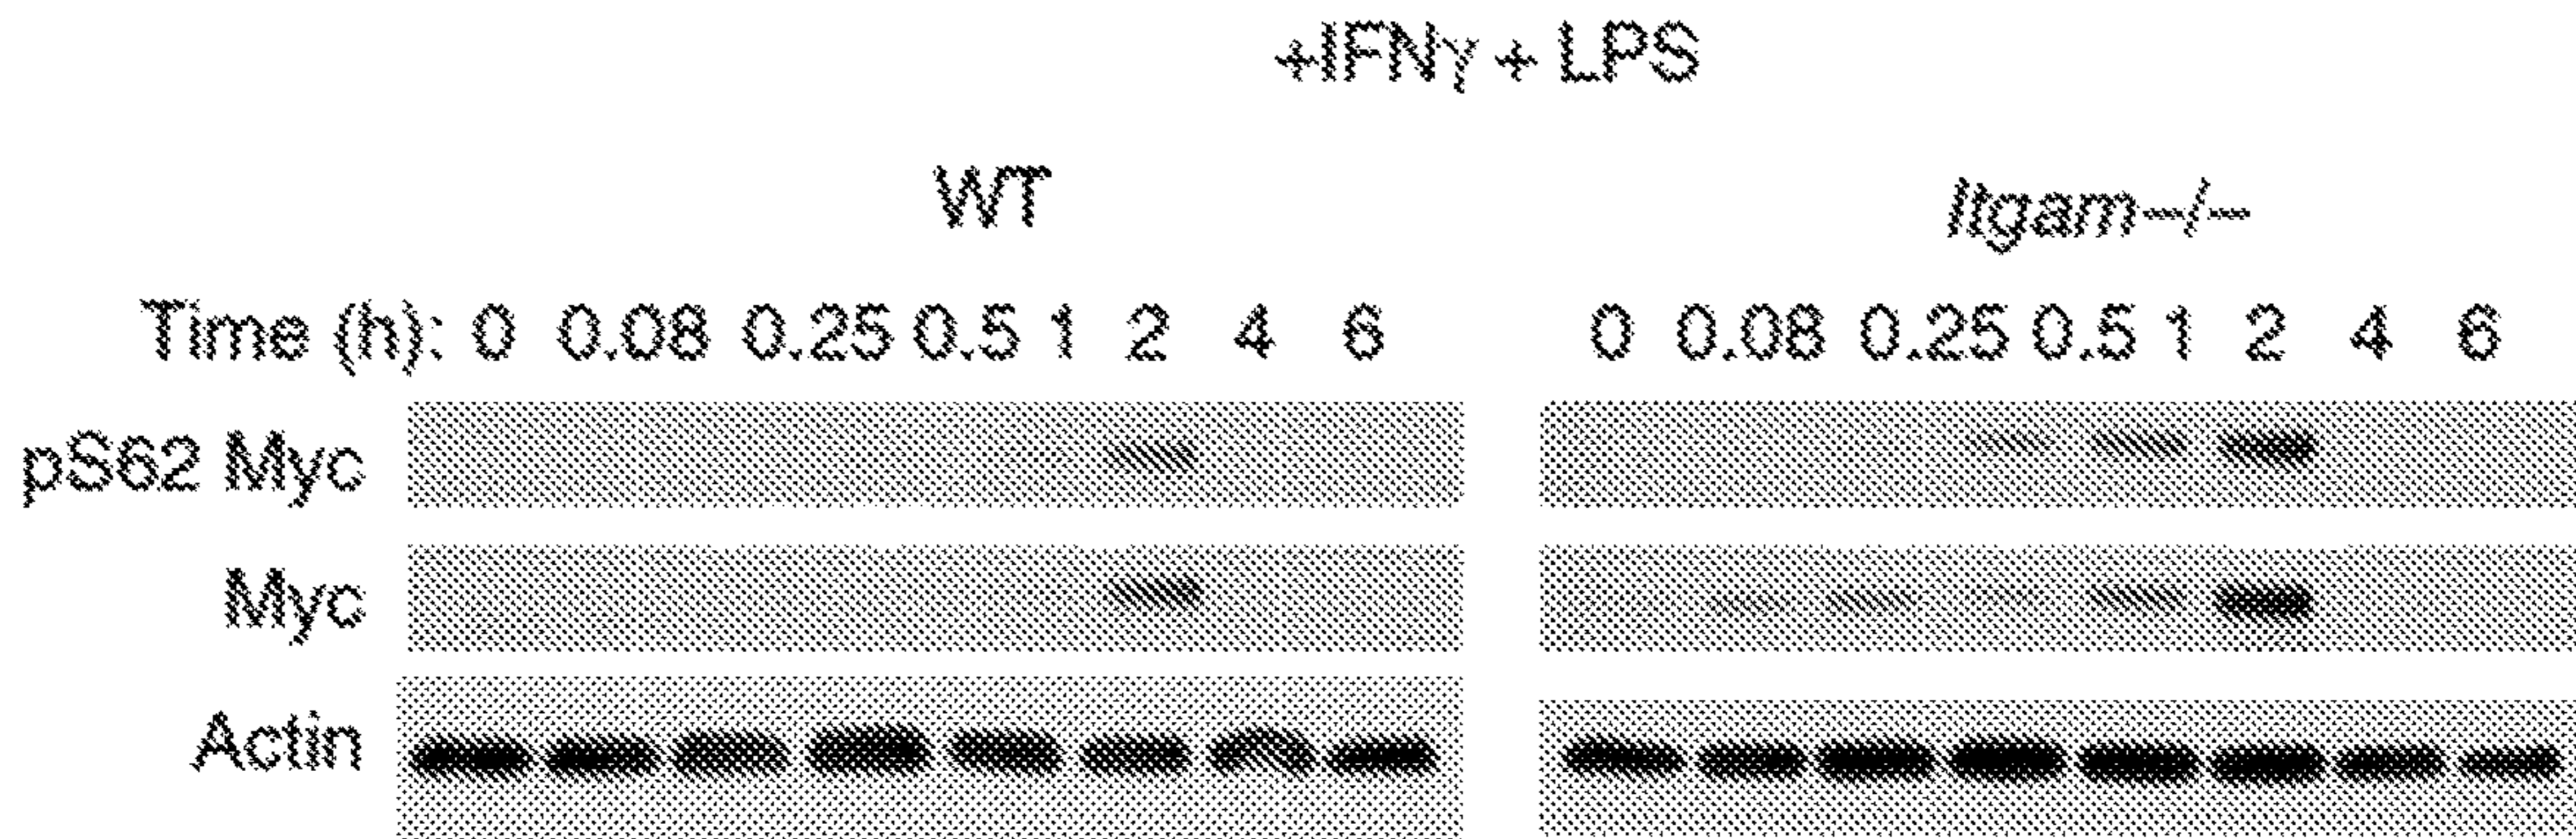 +IFNγ + LPS
WT Itgam–/–
Time (h): 0 0.08 0.25 0.5 1 2 4 6 0 0.08 0.25 0.5 1 2 4 6
pS62 Myc
Myc
Actin